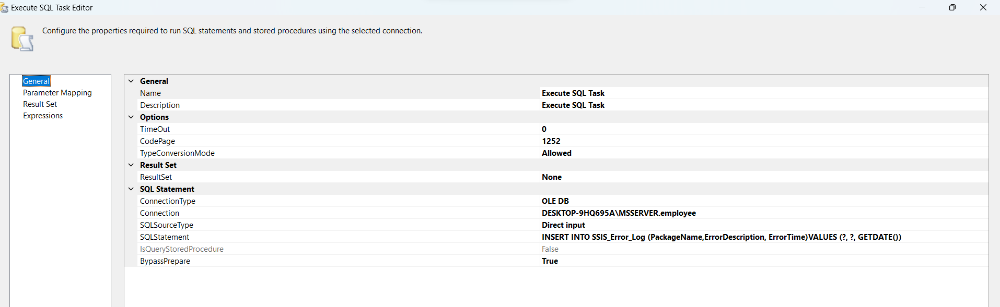 Execute SQL Task Editor
Configure the properties required to run SQL statements and stored procedures using the selected connection.
General
Parameter Mapping
Result Set
Expressions
General
Name Execute SQL Task
Description Execute SQL Task
Options
TimeOut 0
CodePage 1252
TypeConversionMode Allowed
Result Set
ResultSet None
SQL Statement
ConnectionType OLE DB
Connection DESKTOP-9HQ695A\MSSERVER.employee
SQLSourceType Direct input
SQLStatement INSERT INTO SSIS_Error_Log (PackageName,ErrorDescription, ErrorTime)VALUES (?, ?, GETDATE())
IsQueryStoredProcedure False
BypassPrepare True